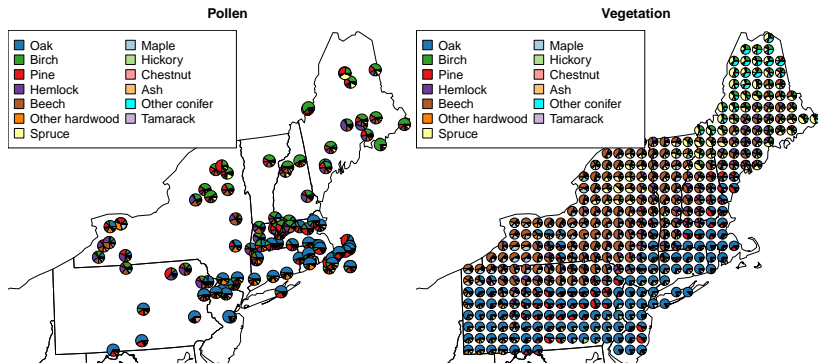 Pollen
Oak
Birch
Pine
Hemlock
Beech
Other hardwood
Spruce
Maple
Hickory
Chestnut
Ash
Other conifer
Tamarack
Vegetation
Oak
Birch
Pine
Hemlock
Beech
Other hardwood
Spruce
Maple
Hickory
Chestnut
Ash
Other conifer
Tamarack